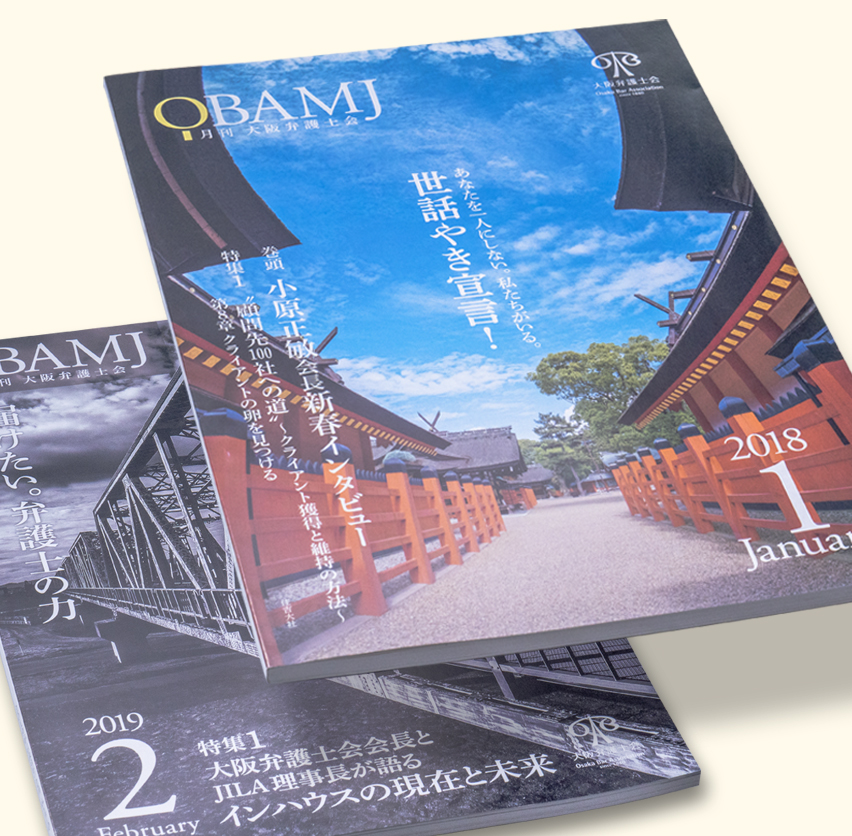 OBAMJ
月刊 大阪弁護士会
大阪弁護士会
Osaka Bar Association
あなたを一人にしない。私たちがいる。
世話やき宣言！
巻頭 小原正敏会長新春インタビュー
特集1 “顧問先100社への道”～クライアント獲得と維持の方法～
第8章 クライアントの卵を見つける
2018
1
Januar
BAMJ
刊 大阪弁護士会
届けたい。弁護士の力
2019
2
February
特集1
大阪弁護士会会長と
JILA理事長が語る
インハウスの現在と未来